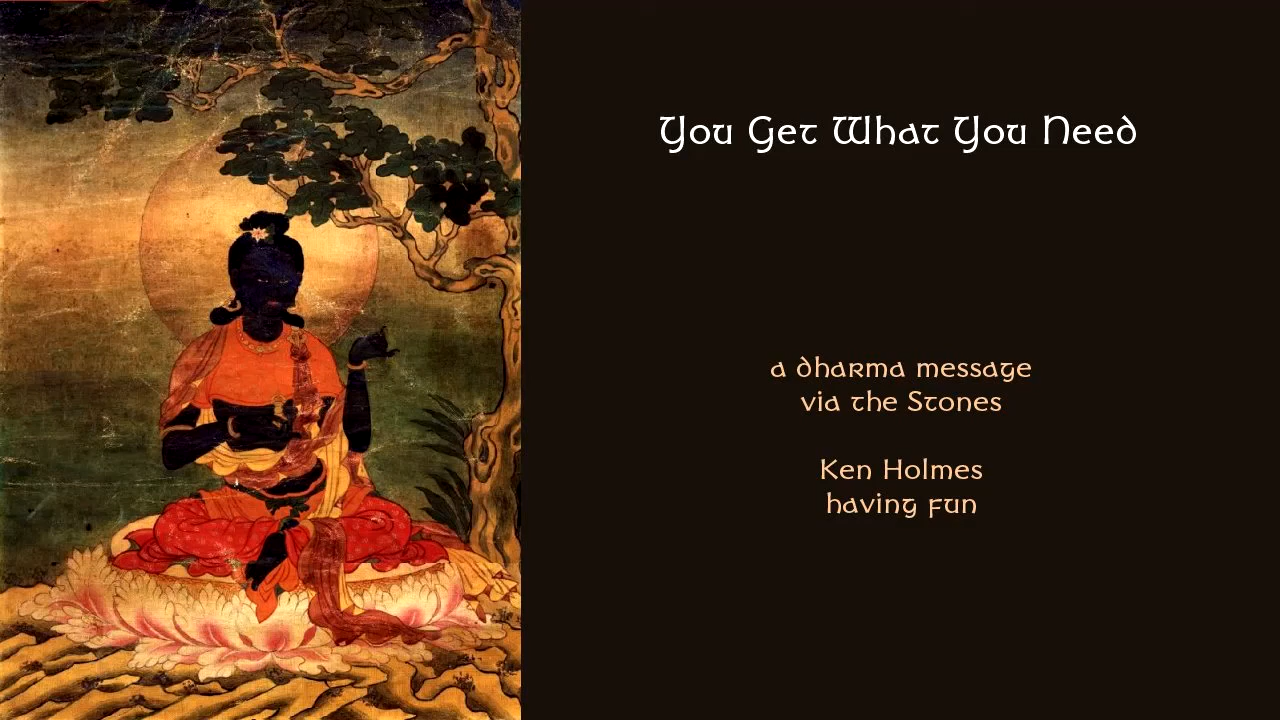 You Get What You Need
a dharma message
via the Stones
Ken Holmes
having fun